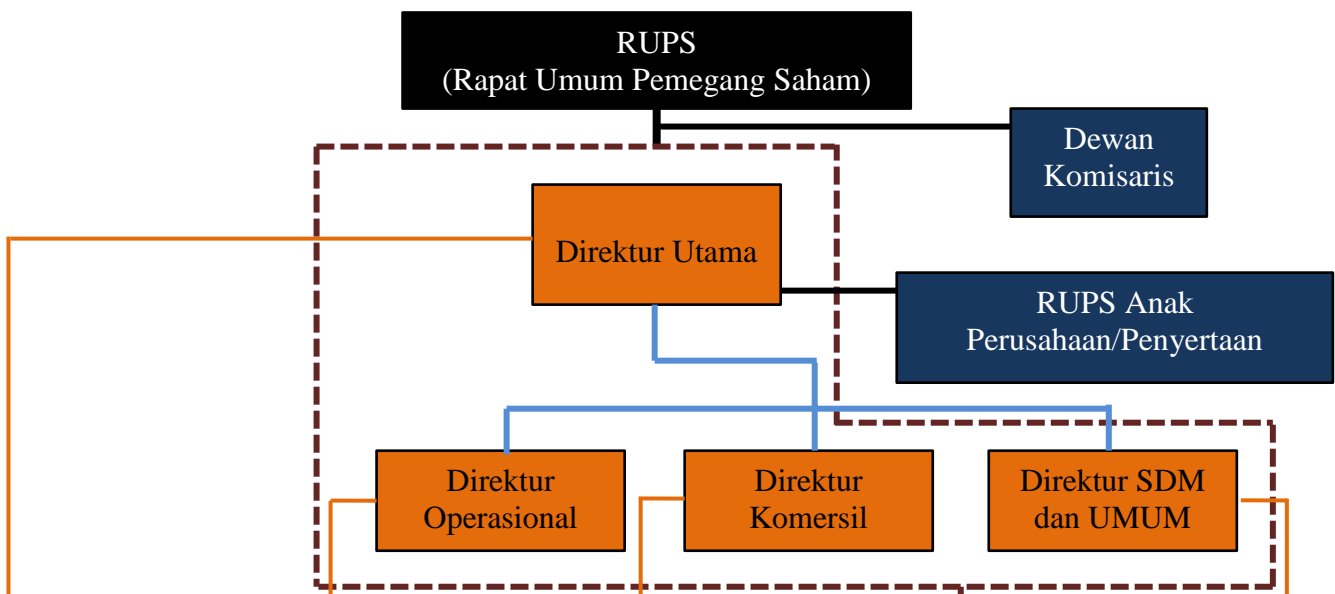 RUPS
(Rapat Umum Pemegang Saham)
Dewan
Komisaris
Direktur Utama
RUPS Anak
Perusahaan/Penyertaan
Direktur
Operasional
Direktur
Komersil
Direktur SDM
dan UMUM